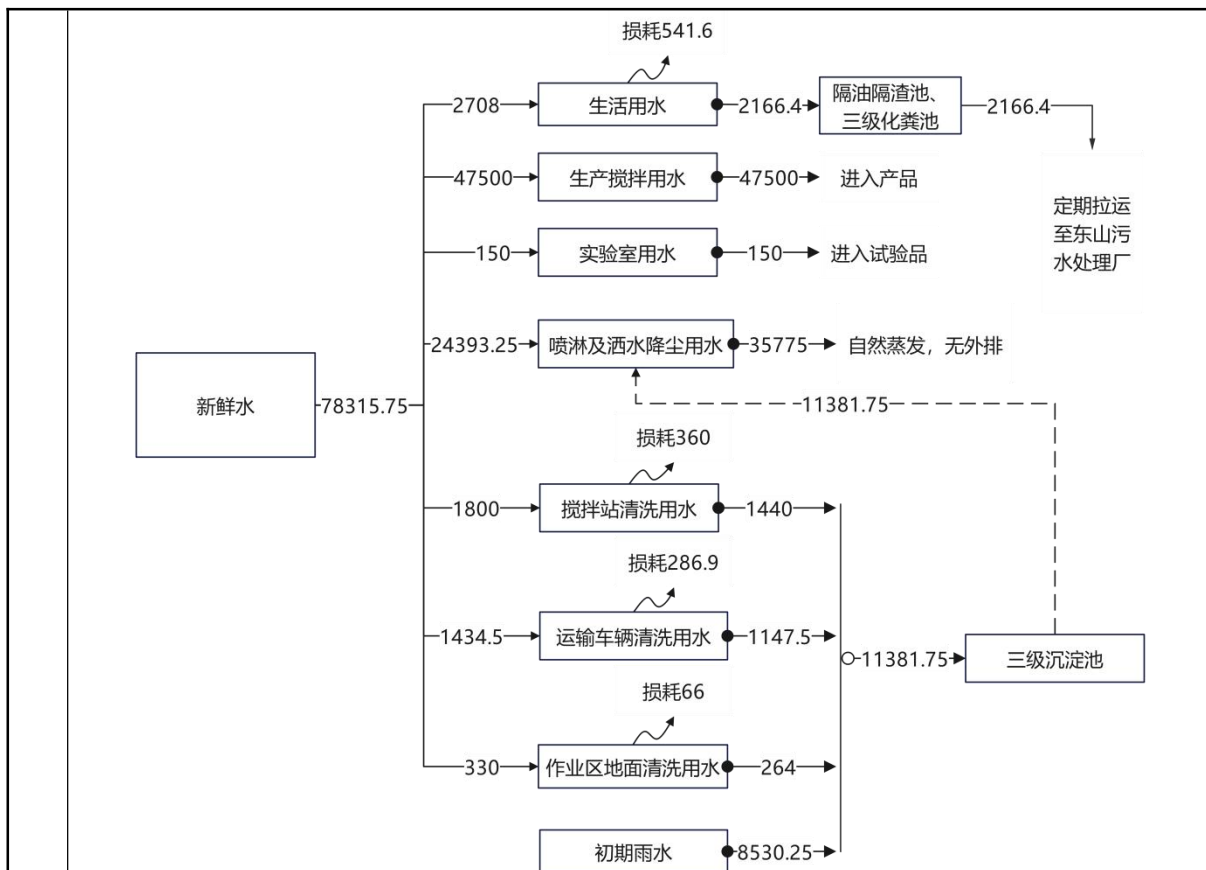 损耗541.6
2708
生活用水
2166.4
隔油隔渣池、
三级化粪池
2166.4
47500
生产搅拌用水
47500
进入产品
定期拉运
至东山污
水处理厂
150
实验室用水
150
进入试验品
24393.25
喷淋及洒水降尘用水
35775
自然蒸发，无外排
新鲜水
78315.75
11381.75
损耗360
1800
搅拌站清洗用水
1440
损耗286.9
1434.5
运输车辆清洗用水
1147.5
11381.75
三级沉淀池
损耗66
330
作业区地面清洗用水
264
初期雨水
8530.25